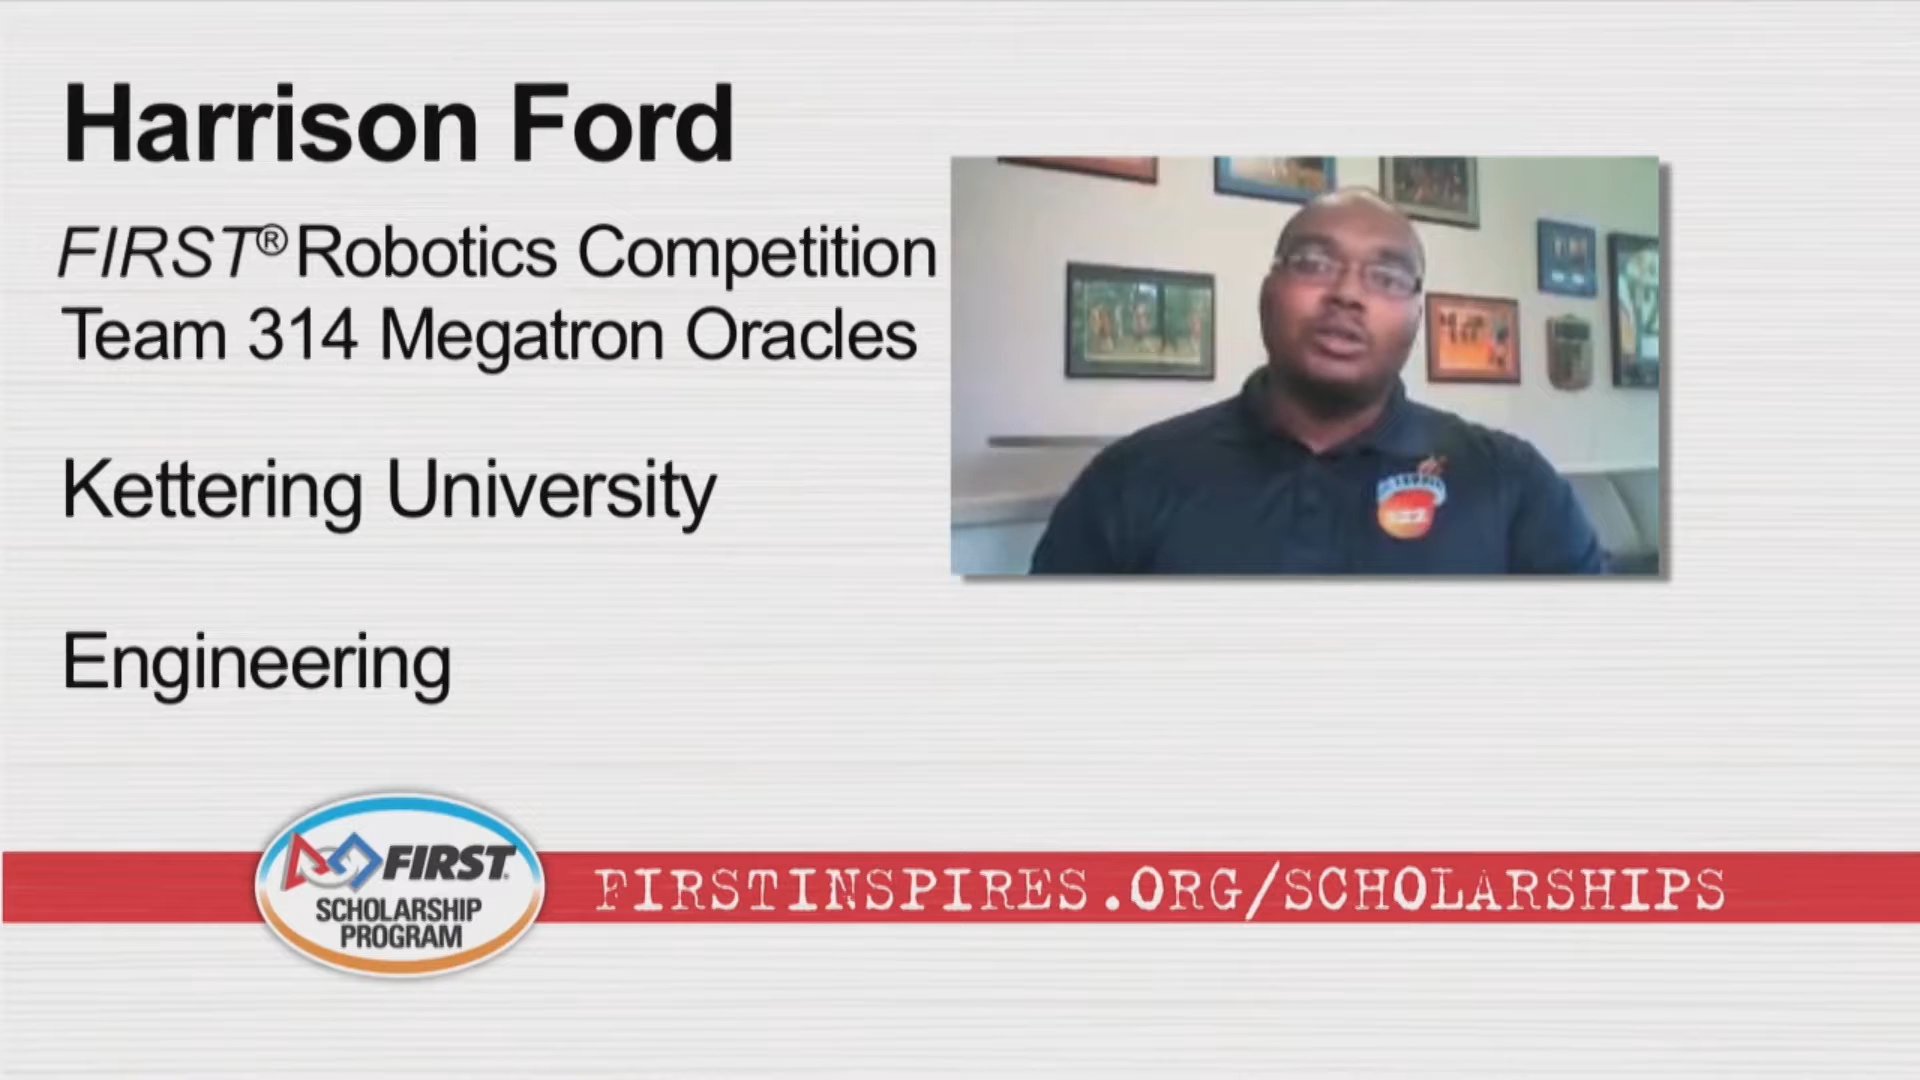 Harrison Ford
FIRST® Robotics Competition
Team 314 Megatron Oracles
Kettering University
Engineering
FIRST
SCHOLARSHIP
PROGRAM
FIRSTINSPIRES.ORG/SCHOLARSHIPS